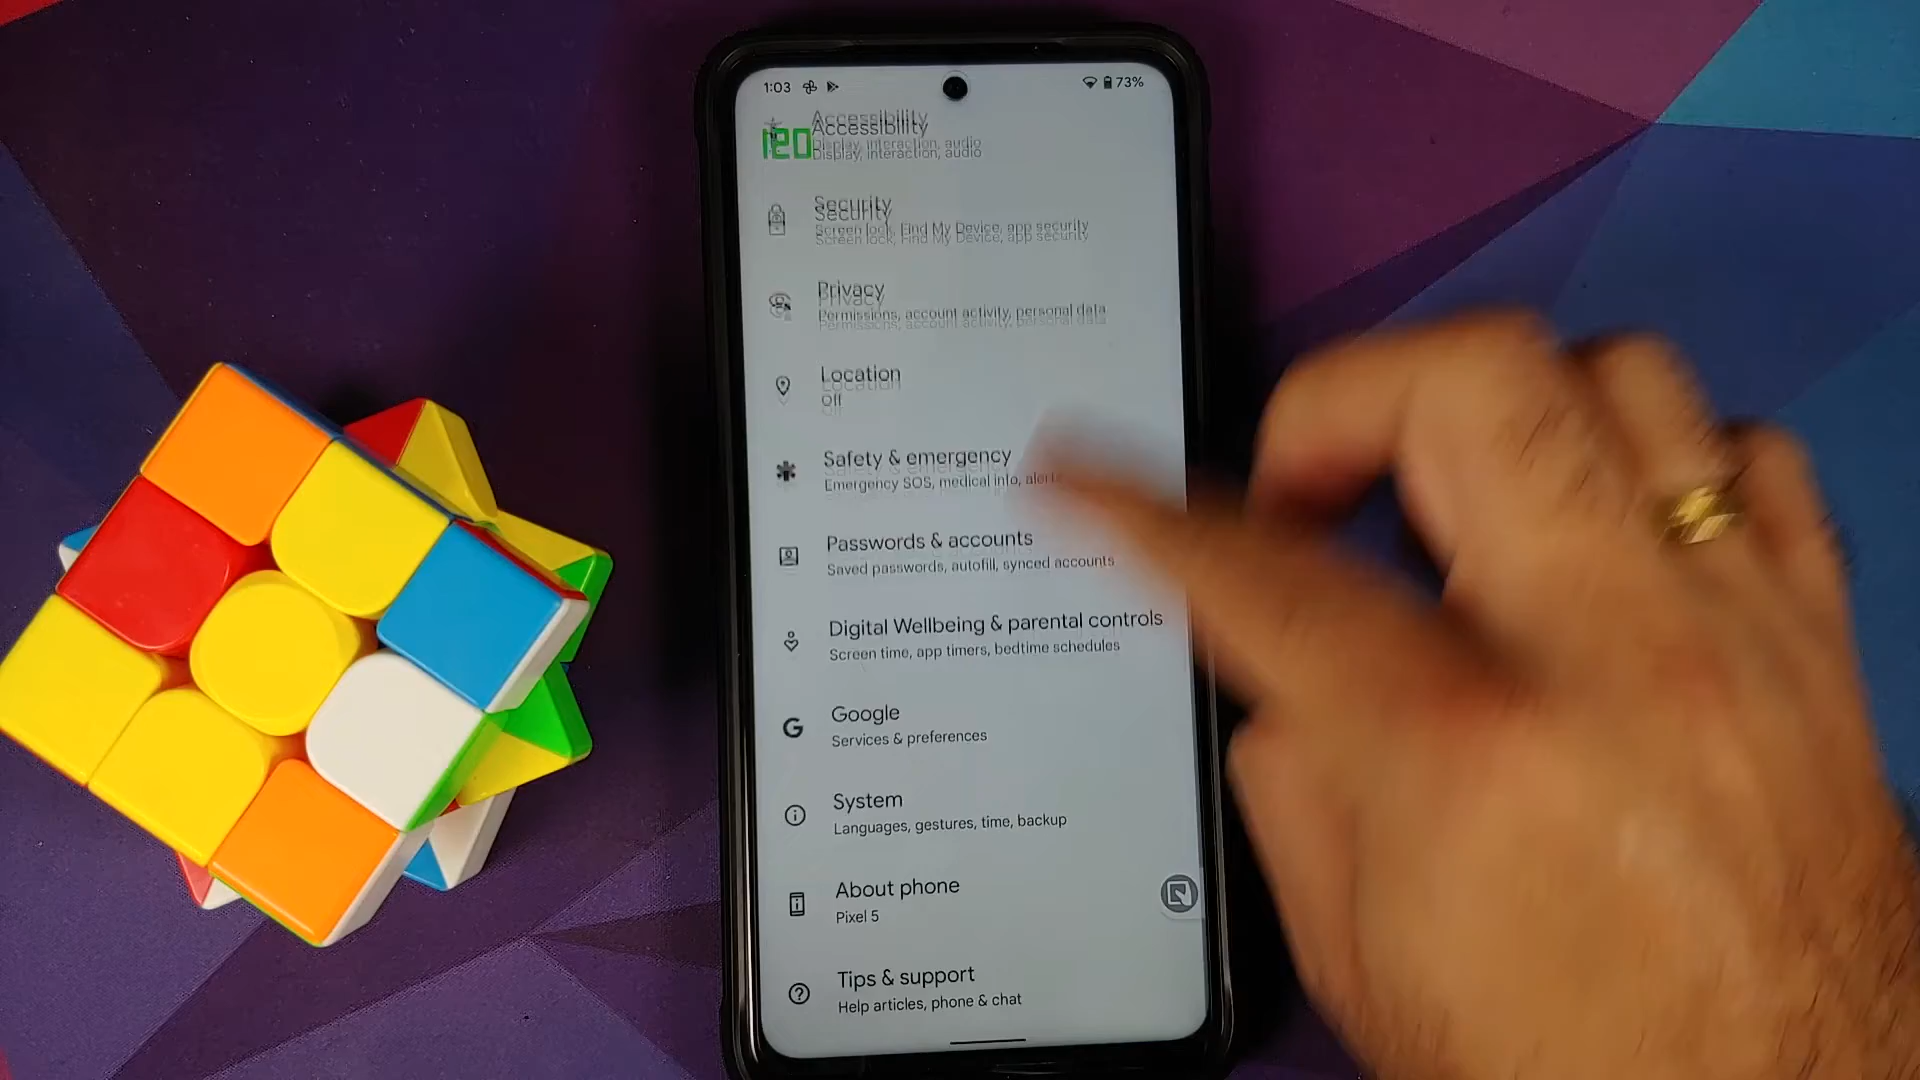 1:03
73%
120
Accessibility
Display, interaction, audio
Security
Screen lock, Find My Device, app security
Privacy
Permissions, account activity, personal data
Location
Off
Safety & emergency
Emergency SOS, medical info, alerts
Passwords & accounts
Saved passwords, autofill, synced accounts
Digital Wellbeing & parental controls
Screen time, app timers, bedtime schedules
Google
Services & preferences
System
Languages, gestures, time, backup
About phone
Pixel 5
Tips & support
Help articles, phone & chat